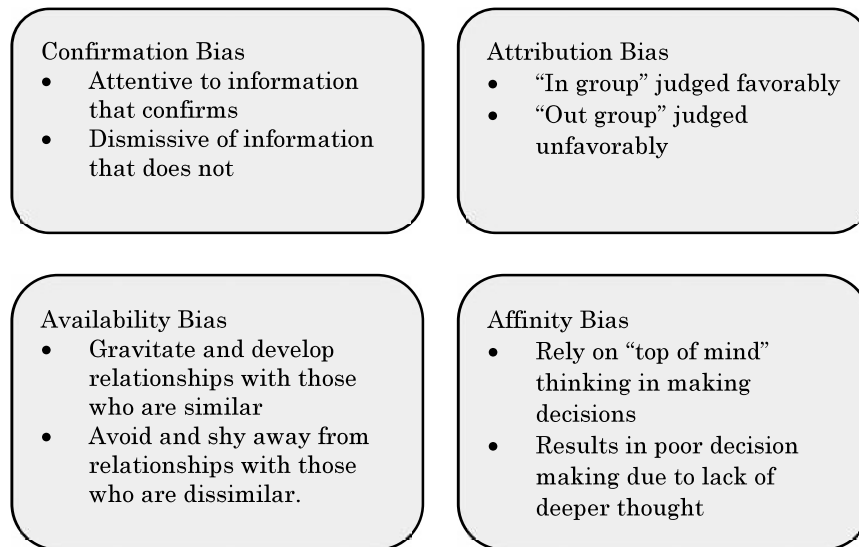 Confirmation Bias
• Attentive to information
that confirms
• Dismissive of information
that does not
Attribution Bias
• “In group” judged favorably
• “Out group” judged
unfavorably
Availability Bias
• Gravitate and develop
relationships with those
who are similar
• Avoid and shy away from
relationships with those
who are dissimilar.
Affinity Bias
• Rely on “top of mind”
thinking in making
decisions
• Results in poor decision
making due to lack of
deeper thought